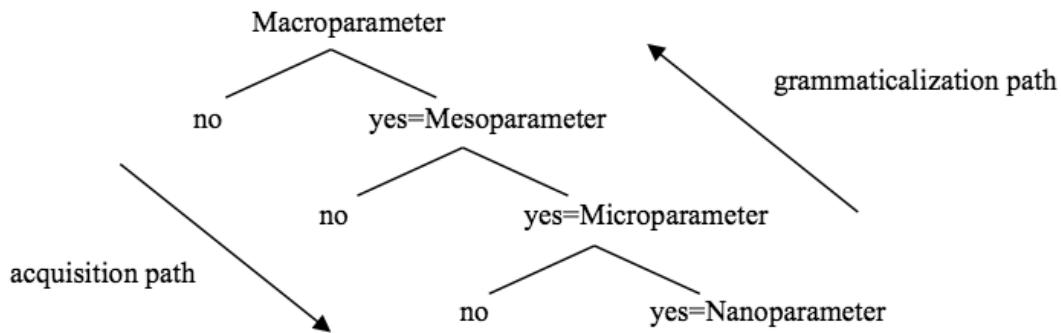 Macroparameter
grammaticalization path
no yes=Mesoparameter
no yes=Microparameter
acquisition path
no yes=Nanoparameter